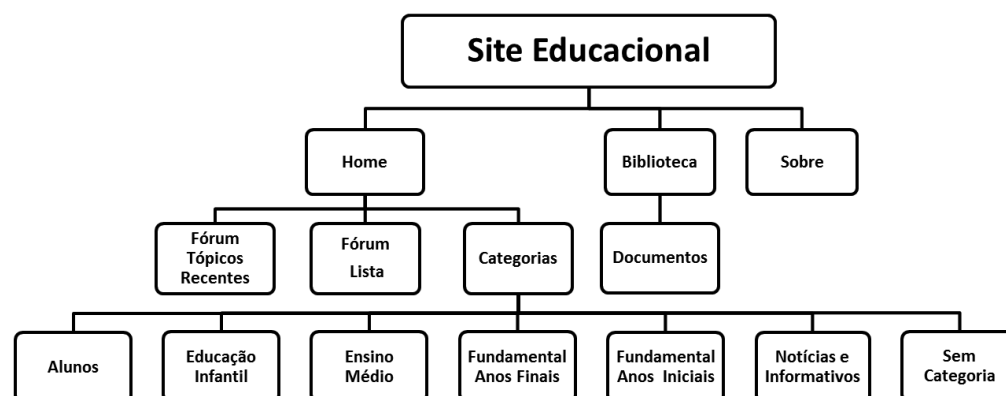 Site Educacional
Home
Biblioteca
Sobre
Fórum
Tópicos
Recentes
Fórum
Lista
Categorias
Documentos
Alunos
Educação
Infantil
Ensino
Médio
Fundamental
Anos Finais
Fundamental
Anos Iniciais
Notícias e
Informativos
Sem
Categoria